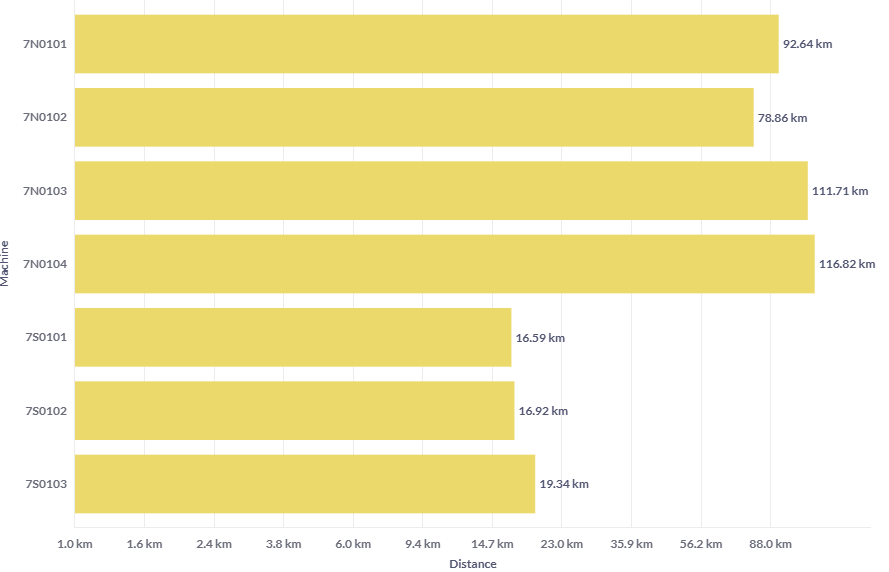 7N0101 92.64 km
7N0102 78.86 km
7N0103 111.71 km
Machine
7N0104 116.82 km
7S0101 16.59 km
7S0102 16.92 km
7S0103 19.34 km
1.0 km 1.6 km 2.4 km 3.8 km 6.0 km 9.4 km 14.7 km 23.0 km 35.9 km 56.2 km 88.0 km
Distance